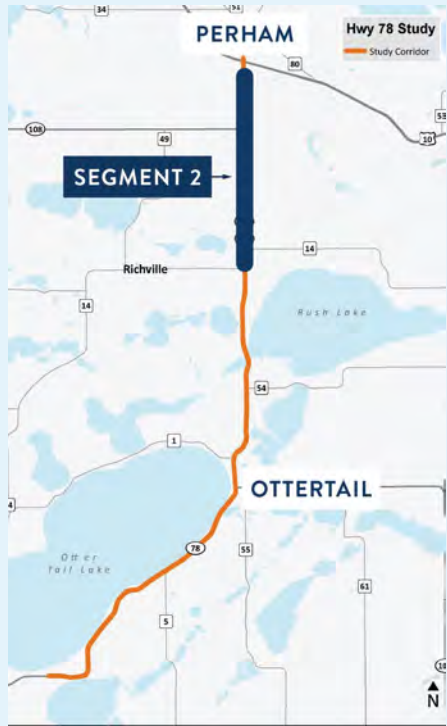 34
51
PERHAM
Hwy 78 Study
Study Corridor
80
53
108
49
10
SEGMENT 2
14
Richville
14
Rush Lake
54
1
4
OTTERTAIL
Otter
Tail Lake
78
55
61
5
N